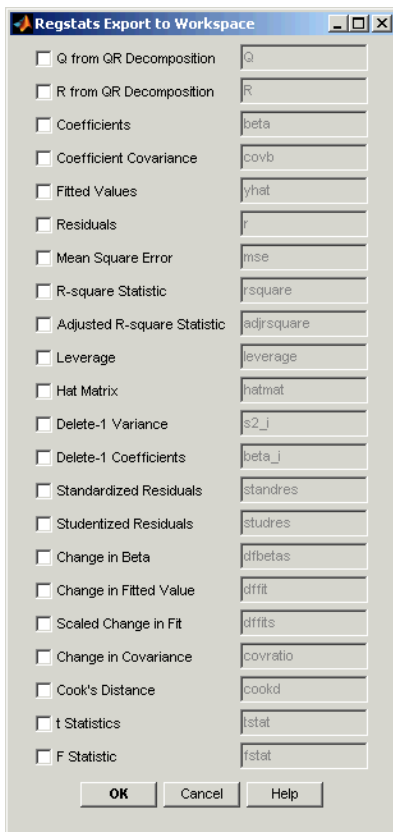 Regstats Export to Workspace
Q from QR Decomposition Q
R from QR Decomposition R
Coefficients beta
Coefficient Covariance covb
Fitted Values yhat
Residuals r
Mean Square Error mse
R-square Statistic rsquare
Adjusted R-square Statistic adjrsquare
Leverage leverage
Hat Matrix hatmat
Delete-1 Variance s2_i
Delete-1 Coefficients beta_i
Standardized Residuals standres
Studentized Residuals studres
Change in Beta dfbetas
Change in Fitted Value dffit
Scaled Change in Fit dffits
Change in Covariance covratio
Cook's Distance cookd
t Statistics tstat
F Statistic fstat
OK Cancel Help